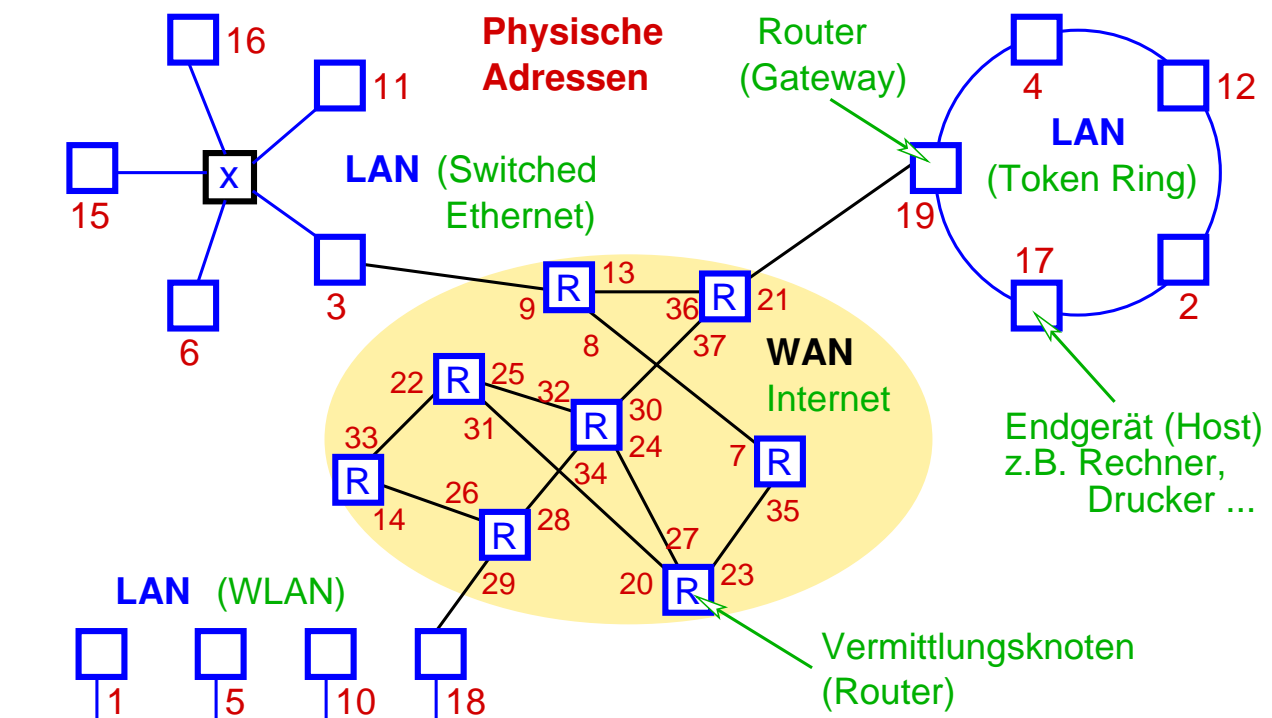 16
11
15
x
3
6
LAN (Switched
Ethernet)
Physische
Adressen
Router
(Gateway)
4
12
LAN
(Token Ring)
19
17
2
R
13
9
8
R
36
21
37
WAN
Internet
22
R
25
31
32
R
30
24
34
33
R
14
26
R
28
29
7
R
35
27
20
R
23
Endgerät (Host)
z.B. Rechner,
Drucker ...
Vermittlungsknoten
(Router)
LAN (WLAN)
1
5
10
18